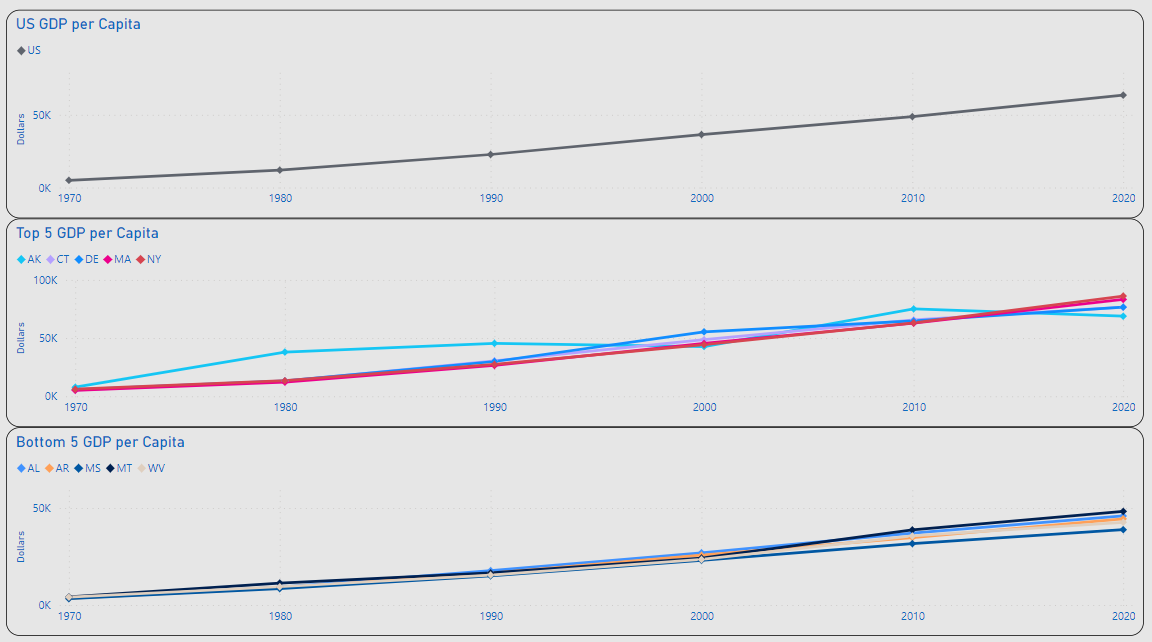 US GDP per Capita
US
50K
Dollars
0K
1970 1980 1990 2000 2010 2020
Top 5 GDP per Capita
AK CT DE MA NY
100K
50K
Dollars
0K
1970 1980 1990 2000 2010 2020
Bottom 5 GDP per Capita
AL AR MS MT WV
50K
Dollars
0K
1970 1980 1990 2000 2010 2020